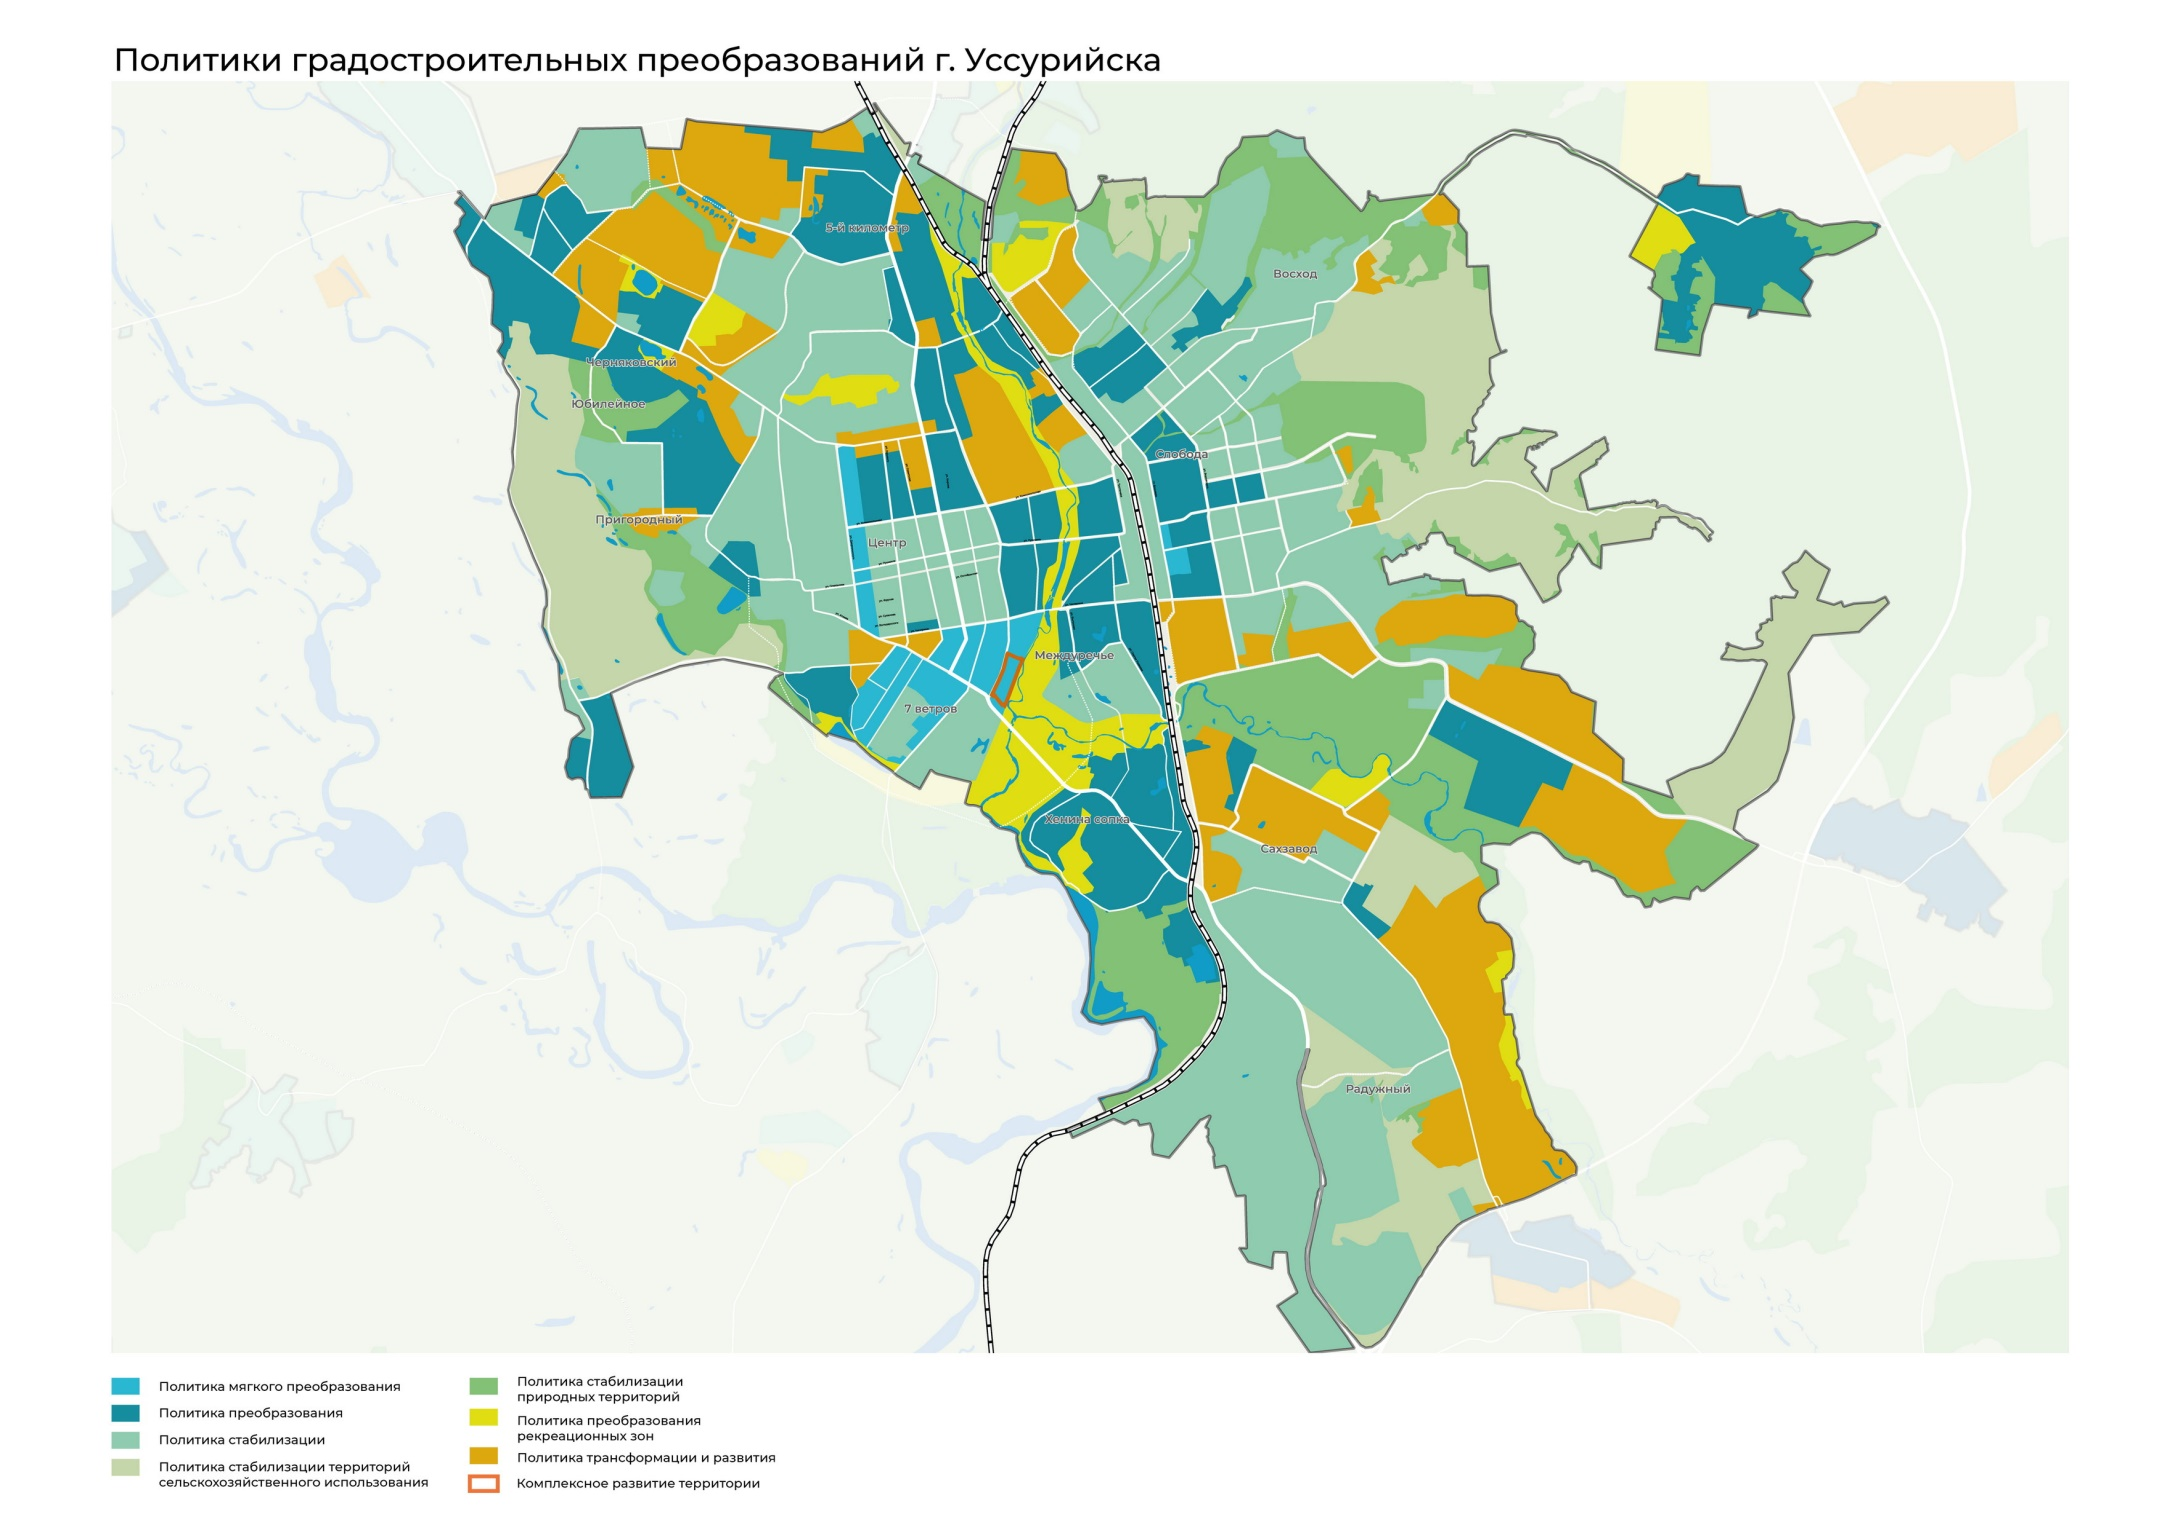 Политики градостроительных преобразований г. Уссурийска
5-й километр
Восход
Черняковский
Юбилейное
Слобода
Пригородный
Центр
Междуречье
7 ветров
Хенина сопка
Сахзавод
Радужный
Политика мягкого преобразования
Политика преобразования
Политика стабилизации
Политика стабилизации территорий
сельскохозяйственного использования
Политика стабилизации
природных территорий
Политика преобразования
рекреационных зон
Политика трансформации и развития
Комплексное развитие территории